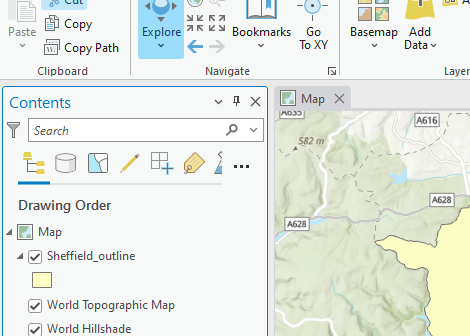 Cut
Paste
Copy
Copy Path
Clipboard
Explore
Bookmarks
Go
To XY
Navigate
Basemap
Add
Data
Layer
Contents
Search
Drawing Order
Map
Sheffield_outline
World Topographic Map
World Hillshade
Map
A635
A616
582 m
A628
A628
A628